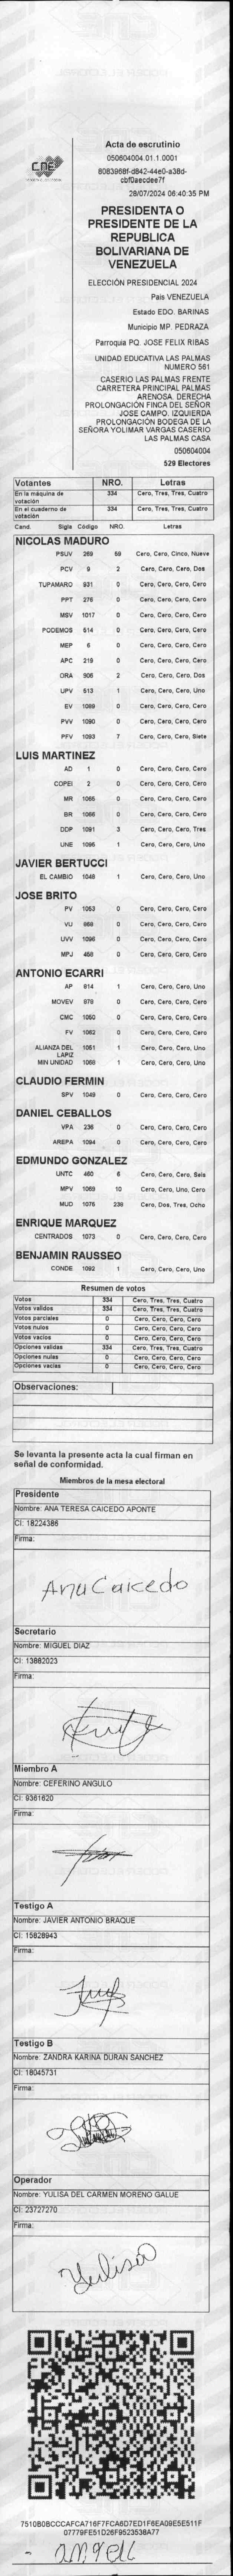 CNE
PODER ELECTORAL
Acta de escrutinio
050604004.01.1.0001
8083968f-d842-44e0-a38d-
cbf0aecdee7f
28/07/2024 06:40:35 PM
PRESIDENTA O
PRESIDENTE DE LA
REPUBLICA
BOLIVARIANA DE
VENEZUELA
ELECCIÓN PRESIDENCIAL 2024
Pais VENEZUELA
Estado EDO. BARINAS
Municipio MP. PEDRAZA
Parroquia PQ. JOSE FELIX RIBAS
UNIDAD EDUCATIVA LAS PALMAS
NUMERO 561
CASERIO LAS PALMAS FRENTE
CARRETERA PRINCIPAL PALMAS
ARENOSA. DERECHA
PROLONGACIÓN FINCA DEL SEÑOR
JOSE CAMPO. IZQUIERDA
PROLONGACIÓN BODEGA DE LA
SEÑORA YOLIMAR VARGAS CASERIO
LAS PALMAS CASA
050604004
529 Electores
Votantes NRO. Letras
En la máquina de votación 334 Cero, Tres, Tres, Cuatro
En el cuaderno de votación 334 Cero, Tres, Tres, Cuatro
Cand. Sigla Código NRO. Letras
NICOLAS MADURO
PSUV 269 59 Cero, Cero, Cinco, Nueve
PCV 9 2 Cero, Cero, Cero, Dos
TUPAMARO 931 0 Cero, Cero, Cero, Cero
PPT 276 0 Cero, Cero, Cero, Cero
MSV 1017 0 Cero, Cero, Cero, Cero
PODEMOS 514 0 Cero, Cero, Cero, Cero
MEP 6 0 Cero, Cero, Cero, Cero
APC 219 0 Cero, Cero, Cero, Cero
ORA 906 2 Cero, Cero, Cero, Dos
UPV 513 1 Cero, Cero, Cero, Uno
EV 1089 0 Cero, Cero, Cero, Cero
PVV 1090 0 Cero, Cero, Cero, Cero
PFV 1093 7 Cero, Cero, Cero, Siete
LUIS MARTINEZ
AD 1 0 Cero, Cero, Cero, Cero
COPEI 2 0 Cero, Cero, Cero, Cero
MR 1065 0 Cero, Cero, Cero, Cero
BR 1066 0 Cero, Cero, Cero, Cero
DDP 1091 3 Cero, Cero, Cero, Tres
UNE 1095 1 Cero, Cero, Cero, Uno
JAVIER BERTUCCI
EL CAMBIO 1048 1 Cero, Cero, Cero, Uno
JOSE BRITO
PV 1053 0 Cero, Cero, Cero, Cero
VU 868 0 Cero, Cero, Cero, Cero
UVV 1096 0 Cero, Cero, Cero, Cero
MPJ 458 0 Cero, Cero, Cero, Cero
ANTONIO ECARRI
AP 814 1 Cero, Cero, Cero, Uno
MOVEV 979 0 Cero, Cero, Cero, Cero
CMC 1050 0 Cero, Cero, Cero, Cero
FV 1062 0 Cero, Cero, Cero, Cero
ALIANZA DEL LAPIZ 1051 1 Cero, Cero, Cero, Uno
MIN UNIDAD 1068 1 Cero, Cero, Cero, Uno
CLAUDIO FERMIN
SPV 1049 0 Cero, Cero, Cero, Cero
DANIEL CEBALLOS
VPA 236 0 Cero, Cero, Cero, Cero
AREPA 1094 0 Cero, Cero, Cero, Cero
EDMUNDO GONZALEZ
UNTC 460 6 Cero, Cero, Cero, Seis
MPV 1069 10 Cero, Cero, Uno, Cero
MUD 1076 238 Cero, Dos, Tres, Ocho
ENRIQUE MARQUEZ
CENTRADOS 1073 0 Cero, Cero, Cero, Cero
BENJAMIN RAUSSEO
CONDE 1092 1 Cero, Cero, Cero, Uno
Resumen de votos
Votos 334 Cero, Tres, Tres, Cuatro
Votos validos 334 Cero, Tres, Tres, Cuatro
Votos parciales 0 Cero, Cero, Cero, Cero
Votos nulos 0 Cero, Cero, Cero, Cero
Votos vacios 0 Cero, Cero, Cero, Cero
Opciones validas 334 Cero, Tres, Tres, Cuatro
Opciones nulas 0 Cero, Cero, Cero, Cero
Opciones vacias 0 Cero, Cero, Cero, Cero
Observaciones:
Se levanta la presente acta la cual firman en
señal de conformidad.
Miembros de la mesa electoral
Presidente
Nombre: ANA TERESA CAICEDO APONTE
CI: 18224386
Firma:
Ana Caicedo
Secretario
Nombre: MIGUEL DIAZ
CI: 13882023
Firma:
Miembro A
Nombre: CEFERINO ANGULO
CI: 9361620
Firma:
Testigo A
Nombre: JAVIER ANTONIO BRAQUE
CI: 15828943
Firma:
Testigo B
Nombre: ZANDRA KARINA DURAN SANCHEZ
CI: 18045731
Firma:
Operador
Nombre: YULISA DEL CARMEN MORENO GALUE
CI: 23727270
Firma:
Yulisa
7510B0BCCCAFCA716F7FCA6D7ED1F6EA09E5E511F
07779FE51D26F9523538A77